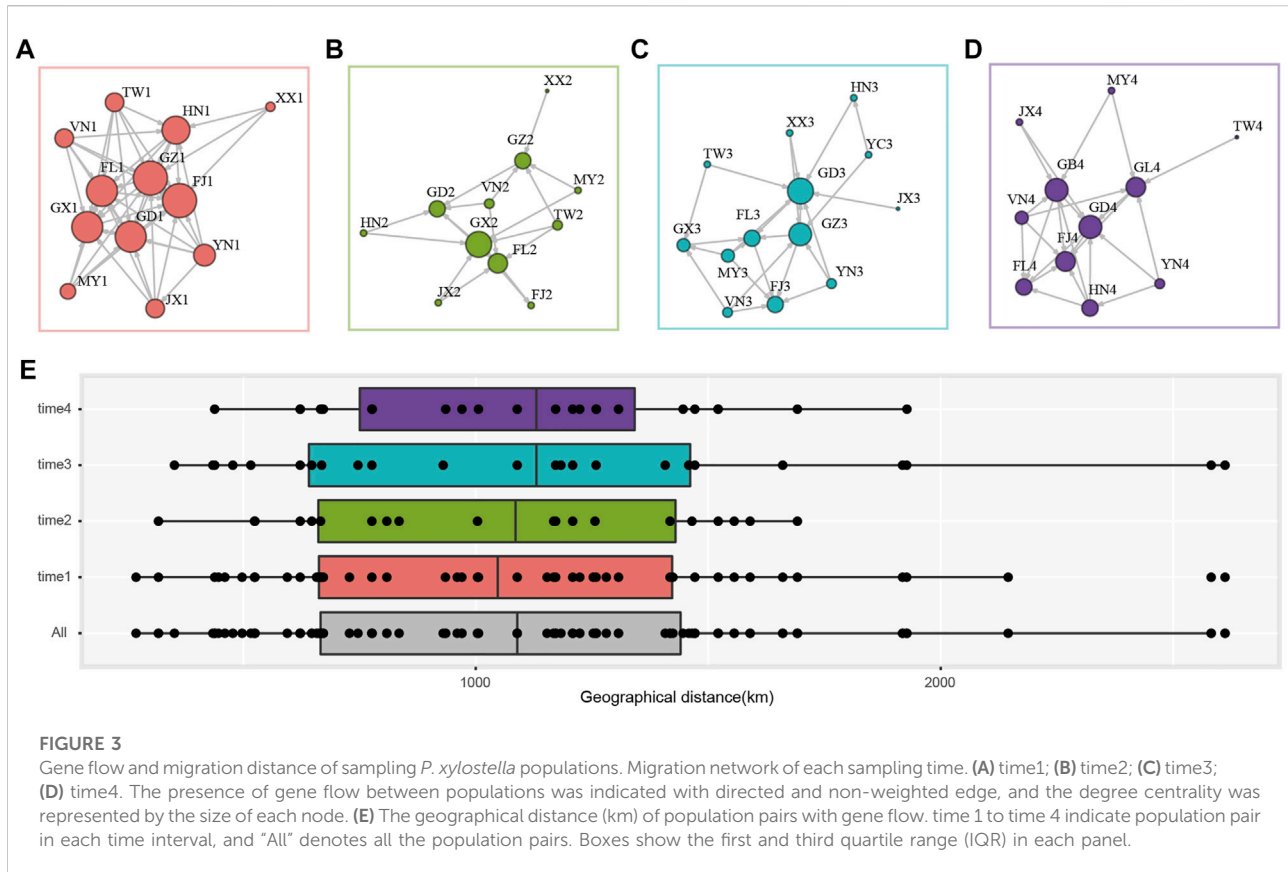 A
B
C
D
TW1
HN1
XX1
VN1
GZ1
FL1
FJ1
GX1
GD1
YN1
MY1
JX1
XX2
GZ2
MY2
VN2
GD2
TW2
HN2
GX2
FL2
JX2
FJ2
HN3
XX3
YC3
TW3
GD3
JX3
FL3
GZ3
GX3
MY3
YN3
VN3
FJ3
MY4
JX4
TW4
GB4
GL4
VN4
GD4
FJ4
FL4
YN4
HN4
E
time4
time3
time2
time1
All
1000
2000
Geographical distance(km)
FIGURE 3
Gene flow and migration distance of sampling P. xylostella populations. Migration network of each sampling time. (A) time1; (B) time2; (C) time3;
(D) time4. The presence of gene flow between populations was indicated with directed and non-weighted edge, and the degree centrality was
represented by the size of each node. (E) The geographical distance (km) of population pairs with gene flow. time 1 to time 4 indicate population pair
in each time interval, and “All” denotes all the population pairs. Boxes show the first and third quartile range (IQR) in each panel.